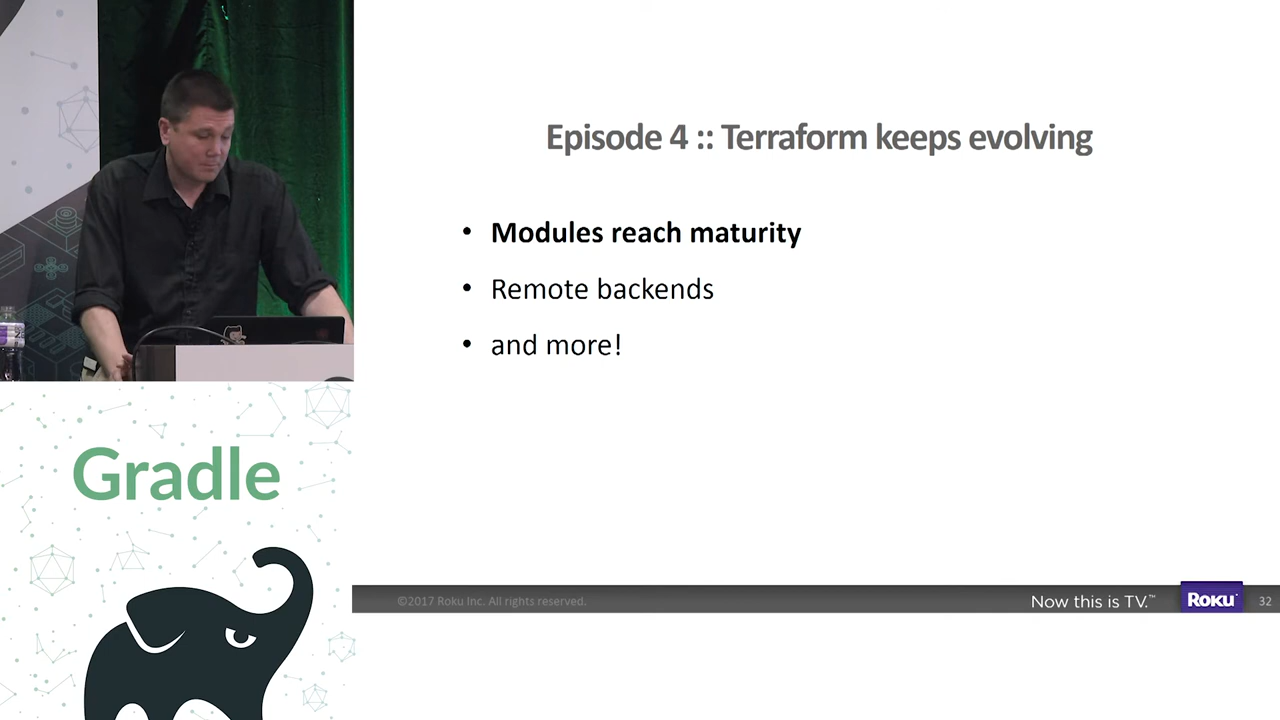 Episode 4 :: Terraform keeps evolving
• Modules reach maturity
• Remote backends
• and more!
Gradle
©2017 Roku Inc. All rights reserved.
Now this is TV.™
Roku
32